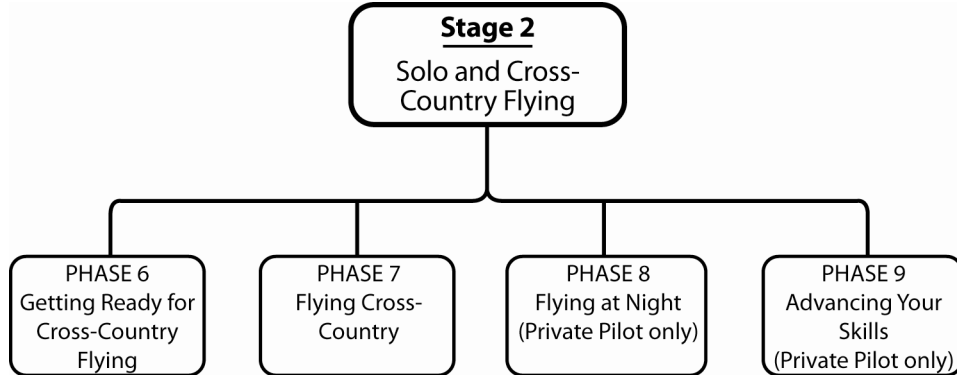 Stage 2
Solo and Cross-
Country Flying
PHASE 6
Getting Ready for
Cross-Country
Flying
PHASE 7
Flying Cross-
Country
PHASE 8
Flying at Night
(Private Pilot only)
PHASE 9
Advancing Your
Skills
(Private Pilot only)